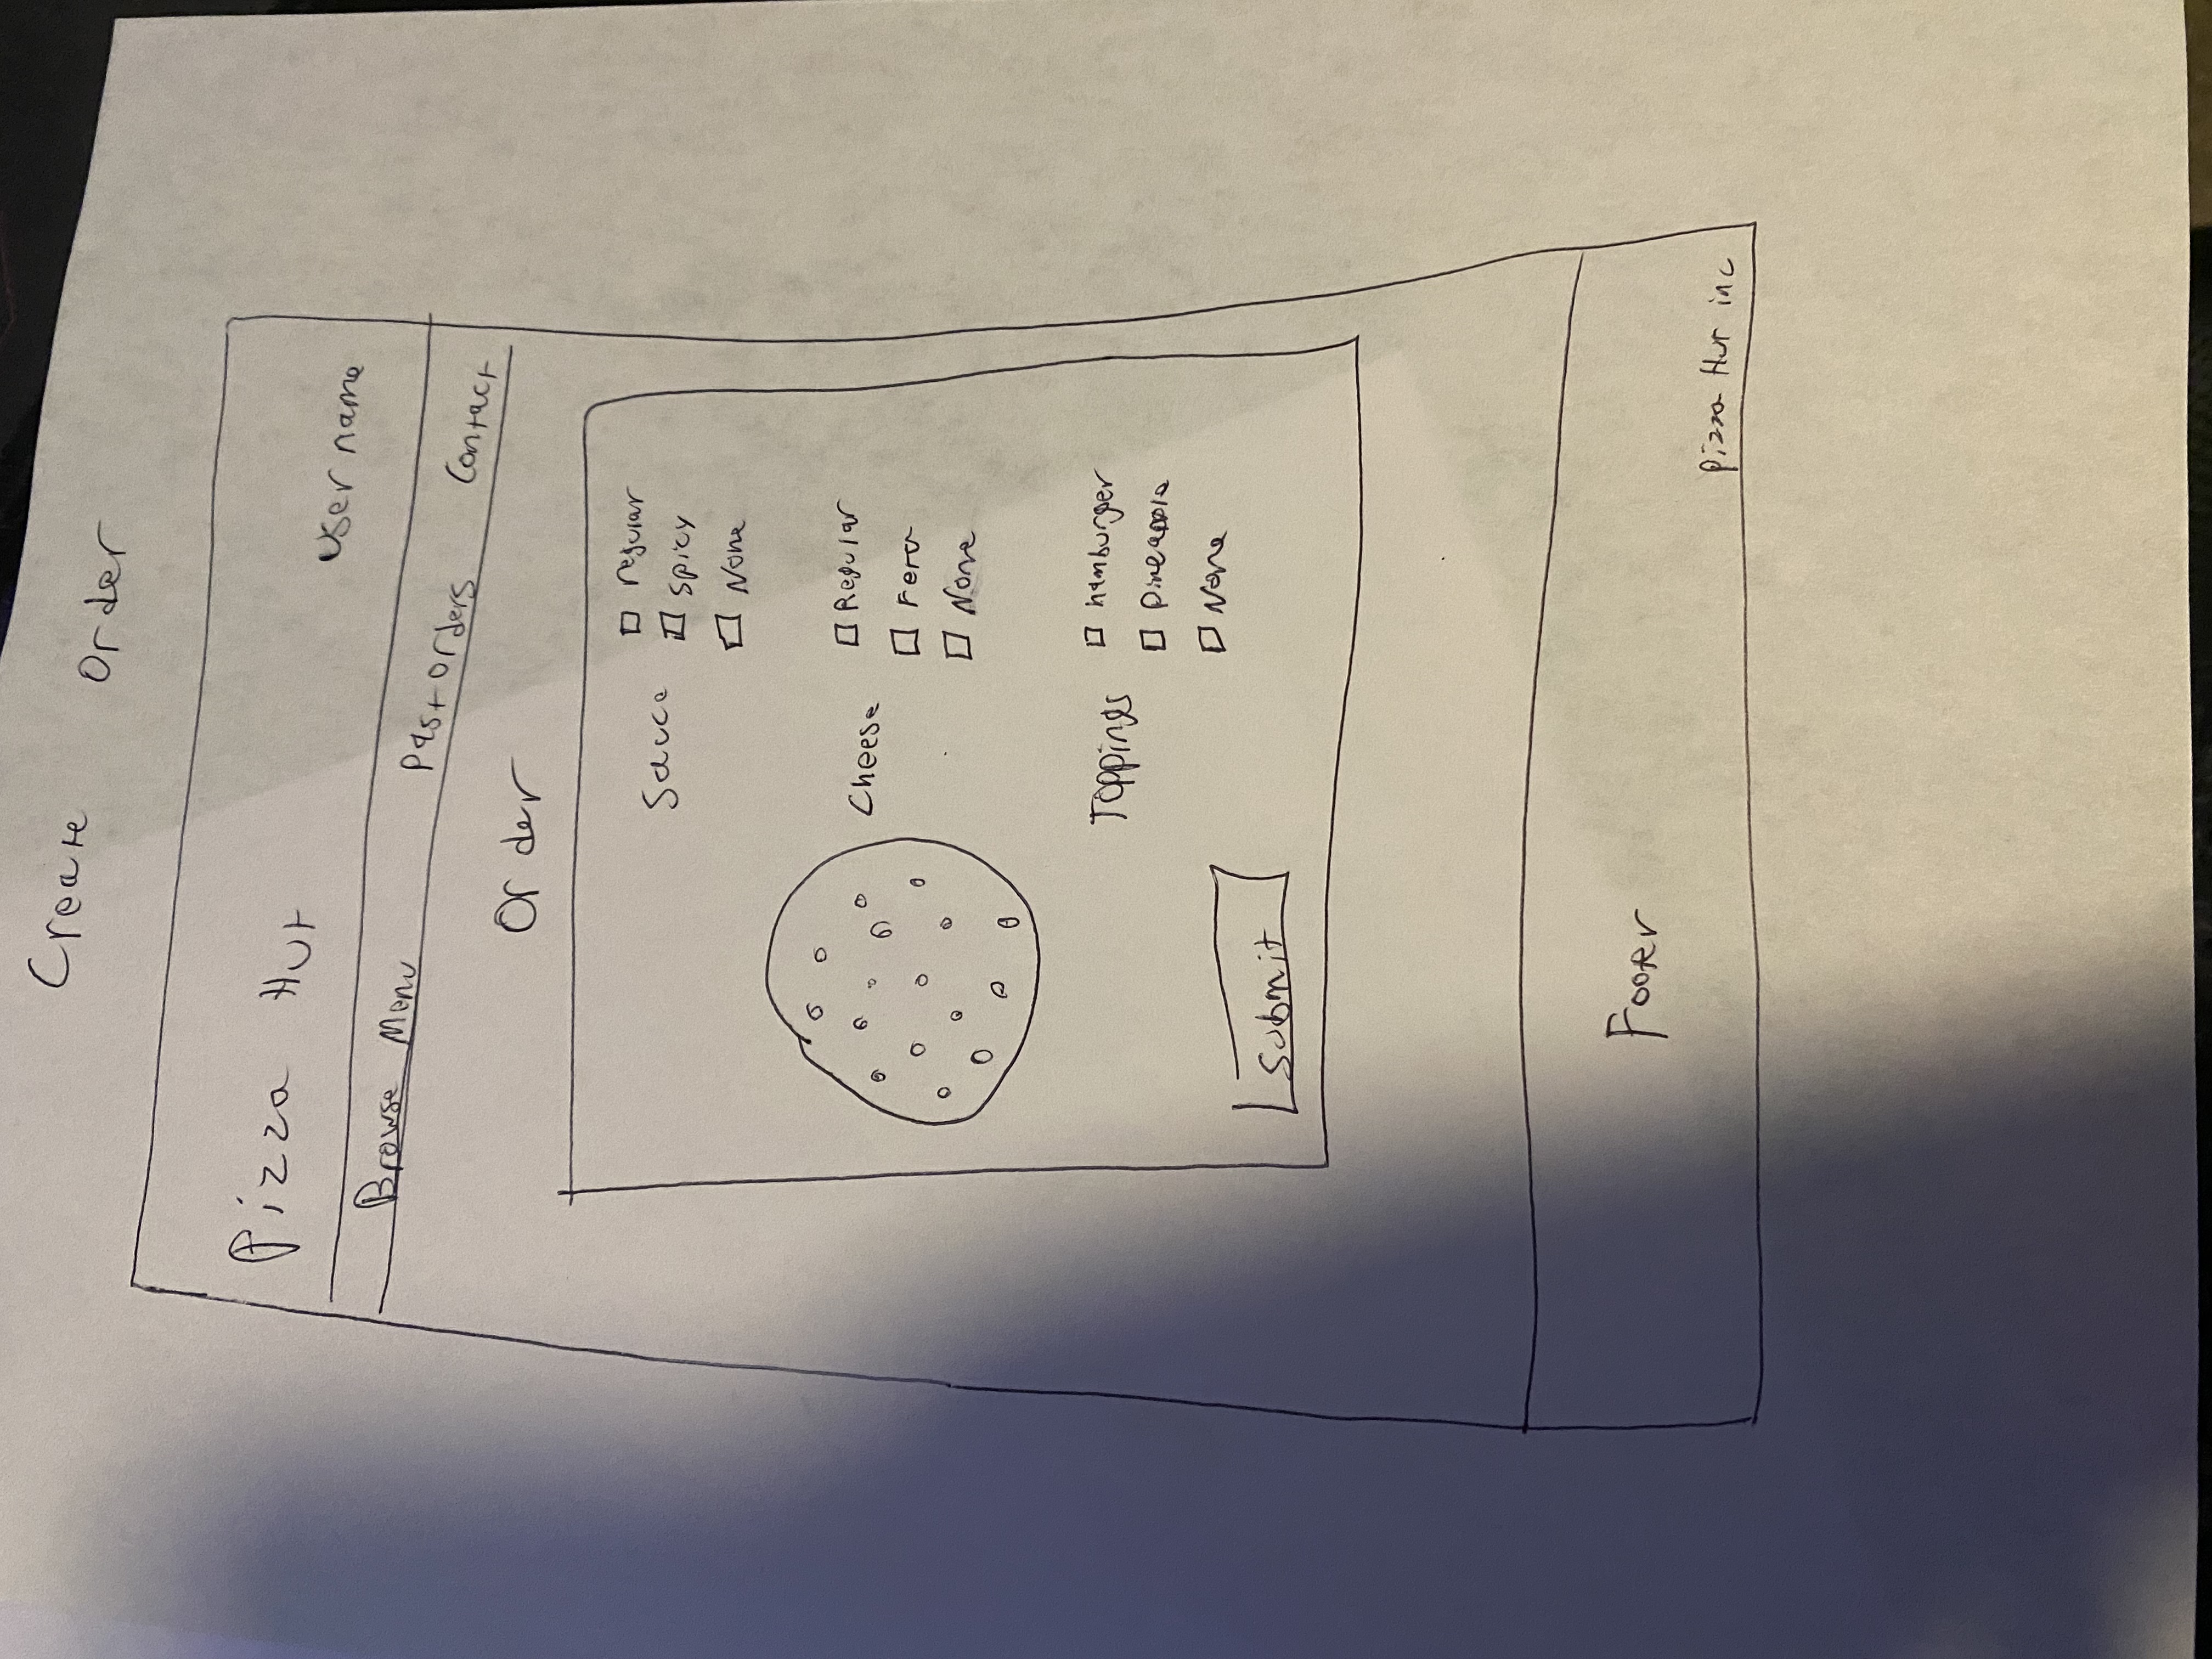 Create Order
Pizza Hut
user name
Browse Menu Past orders Contact
Order
Sauce
regular
Spicy
None
Cheese
Regular
Feta
None
Toppings
hamburger
Pineapple
None
Submit
Footer
Pizza Hut inc